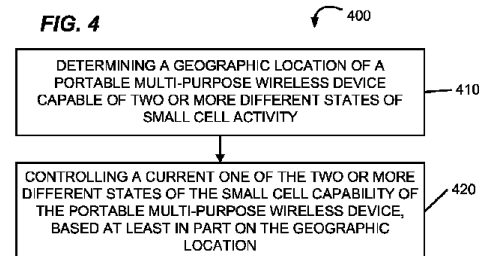 FIG. 4
400
DETERMINING A GEOGRAPHIC LOCATION OF A
PORTABLE MULTI-PURPOSE WIRELESS DEVICE
CAPABLE OF TWO OR MORE DIFFERENT STATES OF
SMALL CELL ACTIVITY
410
CONTROLLING A CURRENT ONE OF THE TWO OR MORE
DIFFERENT STATES OF THE SMALL CELL CAPABILITY OF
THE PORTABLE MULTI-PURPOSE WIRELESS DEVICE,
BASED AT LEAST IN PART ON THE GEOGRAPHIC
LOCATION
420